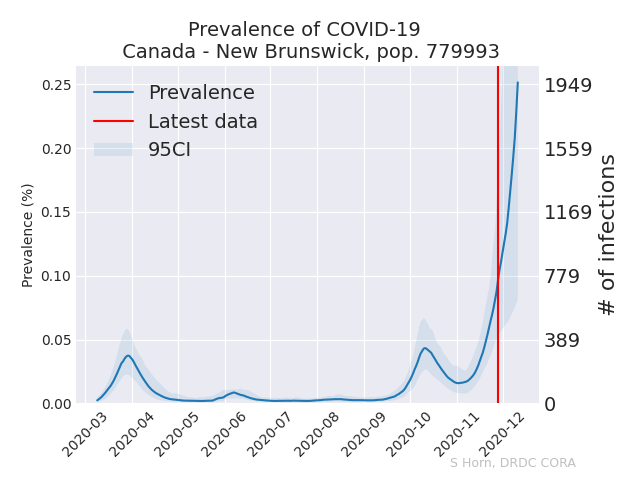 Prevalence of COVID-19
Canada - New Brunswick, pop. 779993
Prevalence
Latest data
95CI
0.25
0.20
0.15
0.10
0.05
0.00
Prevalence (%)
1949
1559
1169
779
389
0
# of infections
2020-03
2020-04
2020-05
2020-06
2020-07
2020-08
2020-09
2020-10
2020-11
2020-12
S Horn, DRDC CORA